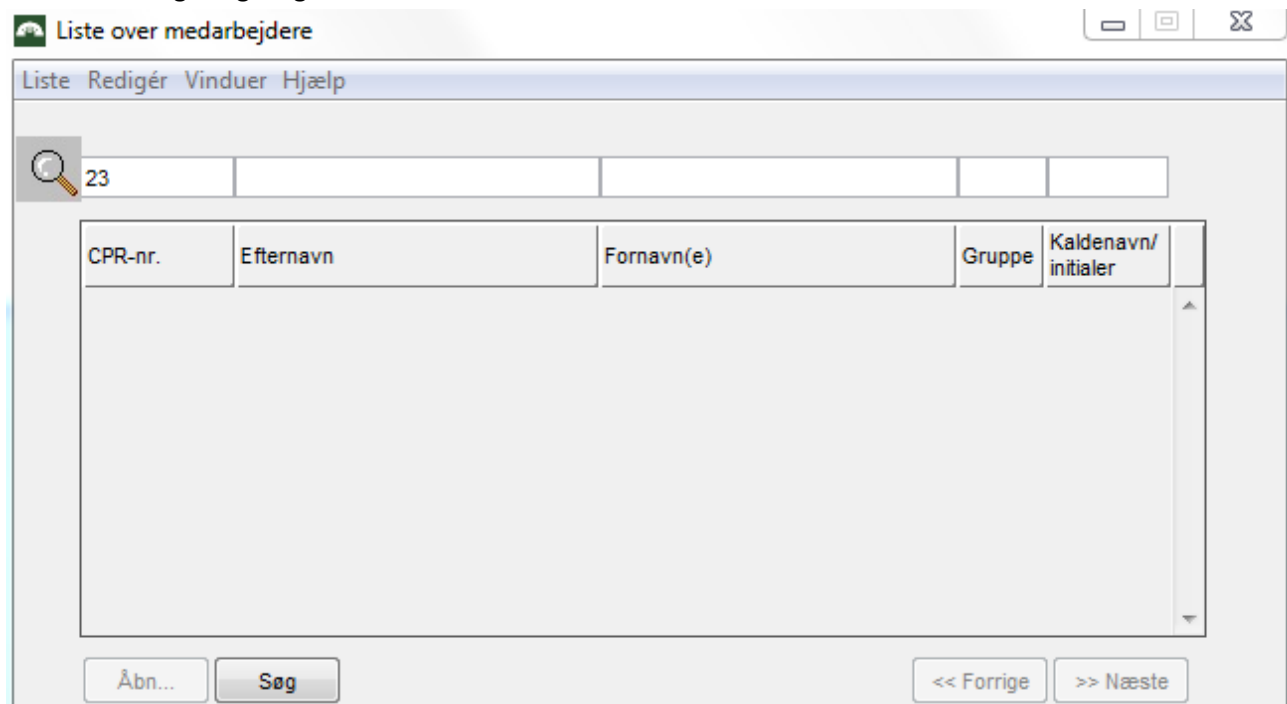 Liste over medarbejdere
Liste Redigér Vinduer Hjælp
23
CPR-nr. Efternavn Fornavn(e) Gruppe Kaldenavn/
initialer
Åbn... Søg << Forrige >> Næste